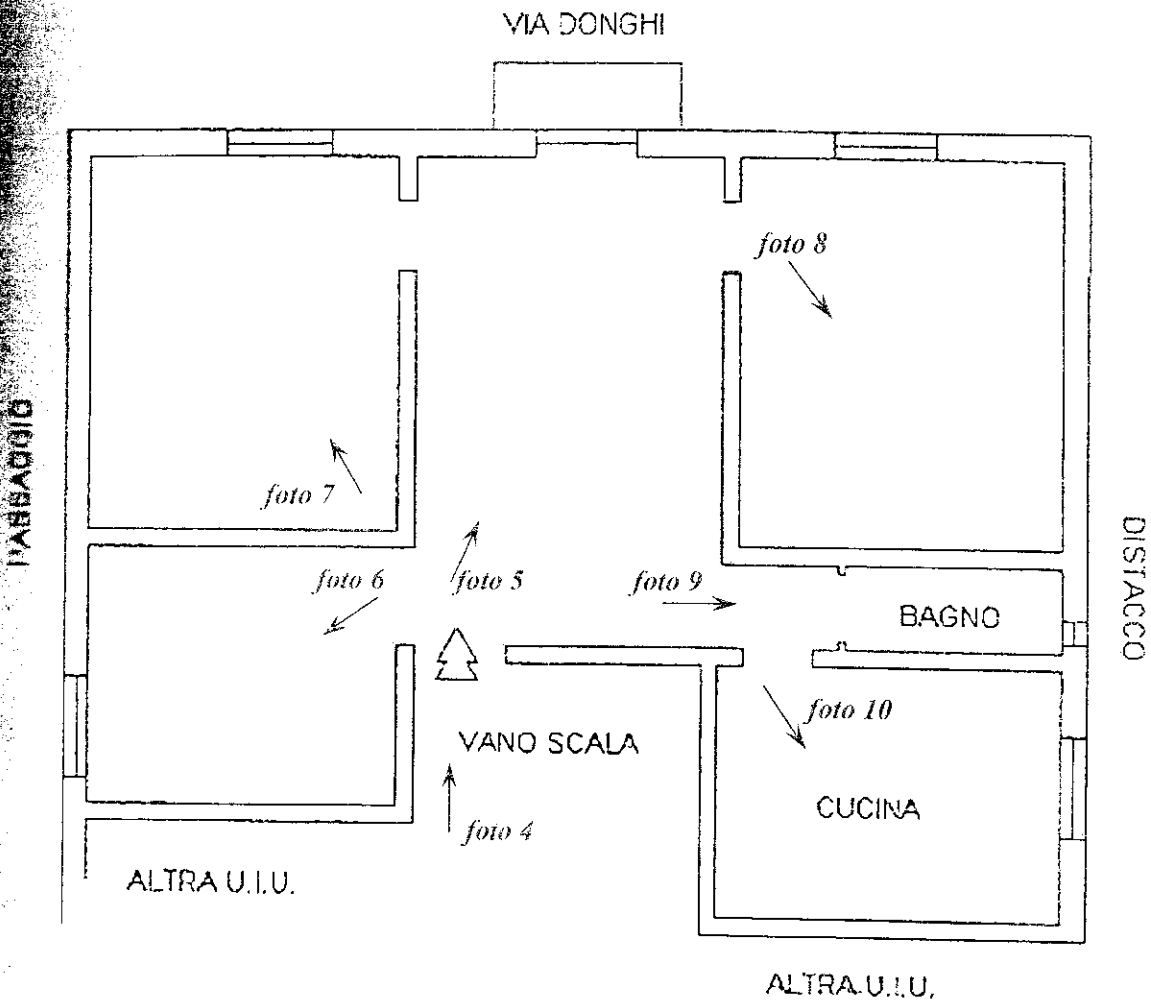 VIA DONGHI
foto 8
PASSAGGIO
foto 7
DISTACCO
foto 6
foto 5
foto 9
BAGNO
foto 10
VANO SCALA
CUCINA
foto 4
ALTRA U.I.U.
ALTRA U.I.U.